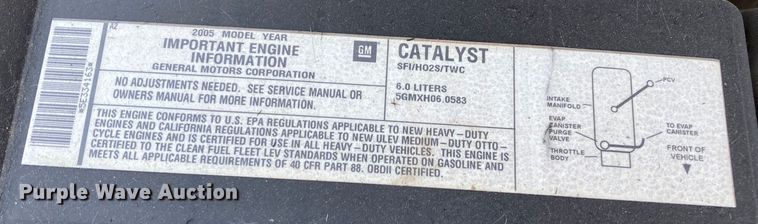 AZ
2005 MODEL YEAR
IMPORTANT ENGINE
INFORMATION
GENERAL MOTORS CORPORATION
GM
CATALYST
SFI/HO2S/TWC
NO ADJUSTMENTS NEEDED. SEE SERVICE MANUAL OR
OWNERS MANUAL FOR MORE INFORMATION.
6.0 LITERS
5GMXH06.0583
THIS ENGINE CONFORMS TO U.S. EPA REGULATIONS APPLICABLE TO NEW HEAVY-DUTY
ENGINES AND CALIFORNIA REGULATIONS APPLICABLE TO NEW ULEV MEDIUM-DUTY OTTO-
CYCLE ENGINES AND IS CERTIFIED FOR USE IN ALL HEAVY-DUTY VEHICLES. THIS ENGINE IS
CERTIFIED TO THE CLEAN FUEL FLEET LEV STANDARDS WHEN OPERATED ON GASOLINE AND
MEETS ALL APPLICABLE REQUIREMENTS OF 40 CFR PART 88. OBDII CERTIFIED.
*5E334163*
PCV
INTAKE
MANIFOLD
EVAP
CANISTER
PURGE
VALVE
THROTTLE
BODY
TO EVAP
CANISTER
FRONT OF
VEHICLE
Purple Wave Auction